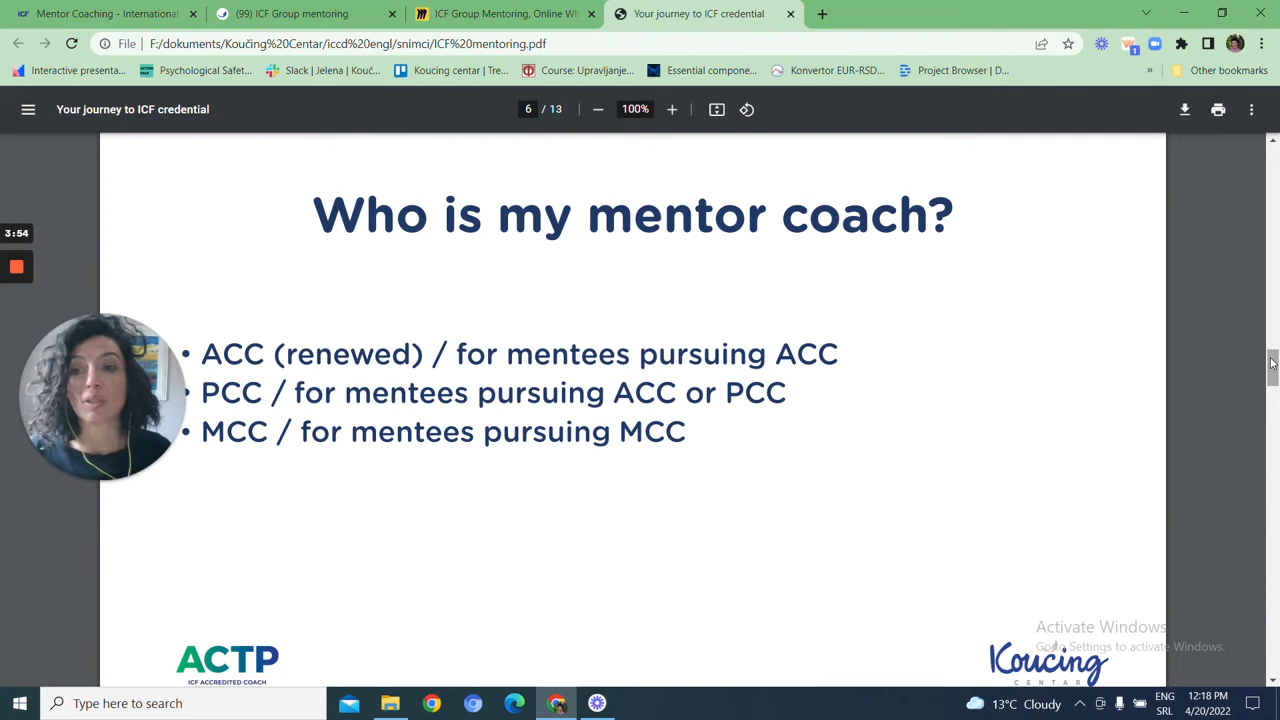 Mentor Coaching - International
(99) ICF Group mentoring
ICF Group Mentoring, Online Wh
Your journey to ICF credential
File
F:/dokumenta/Koučing%20Centar/iccd%20engl/snimci/ICF%20mentoring.pdf
1
Interactive presenta...
Psychological Safet...
Slack | Jelena | Kouč...
Koucing centar | Tre...
Course: Upravljanje...
Essential compone...
Konvertor EUR-RSD...
Project Browser | D...
»
Other bookmarks
Your journey to ICF credential
6 / 13
100%
Who is my mentor coach?
3:54
• ACC (renewed) / for mentees pursuing ACC
• PCC / for mentees pursuing ACC or PCC
• MCC / for mentees pursuing MCC
Activate Windows
Go to Settings to activate Windows.
ACTP
ICF ACCREDITED COACH
Koucing
CENTAR
Type here to search
13°C Cloudy
ENG
SRL
12:18 PM
4/20/2022